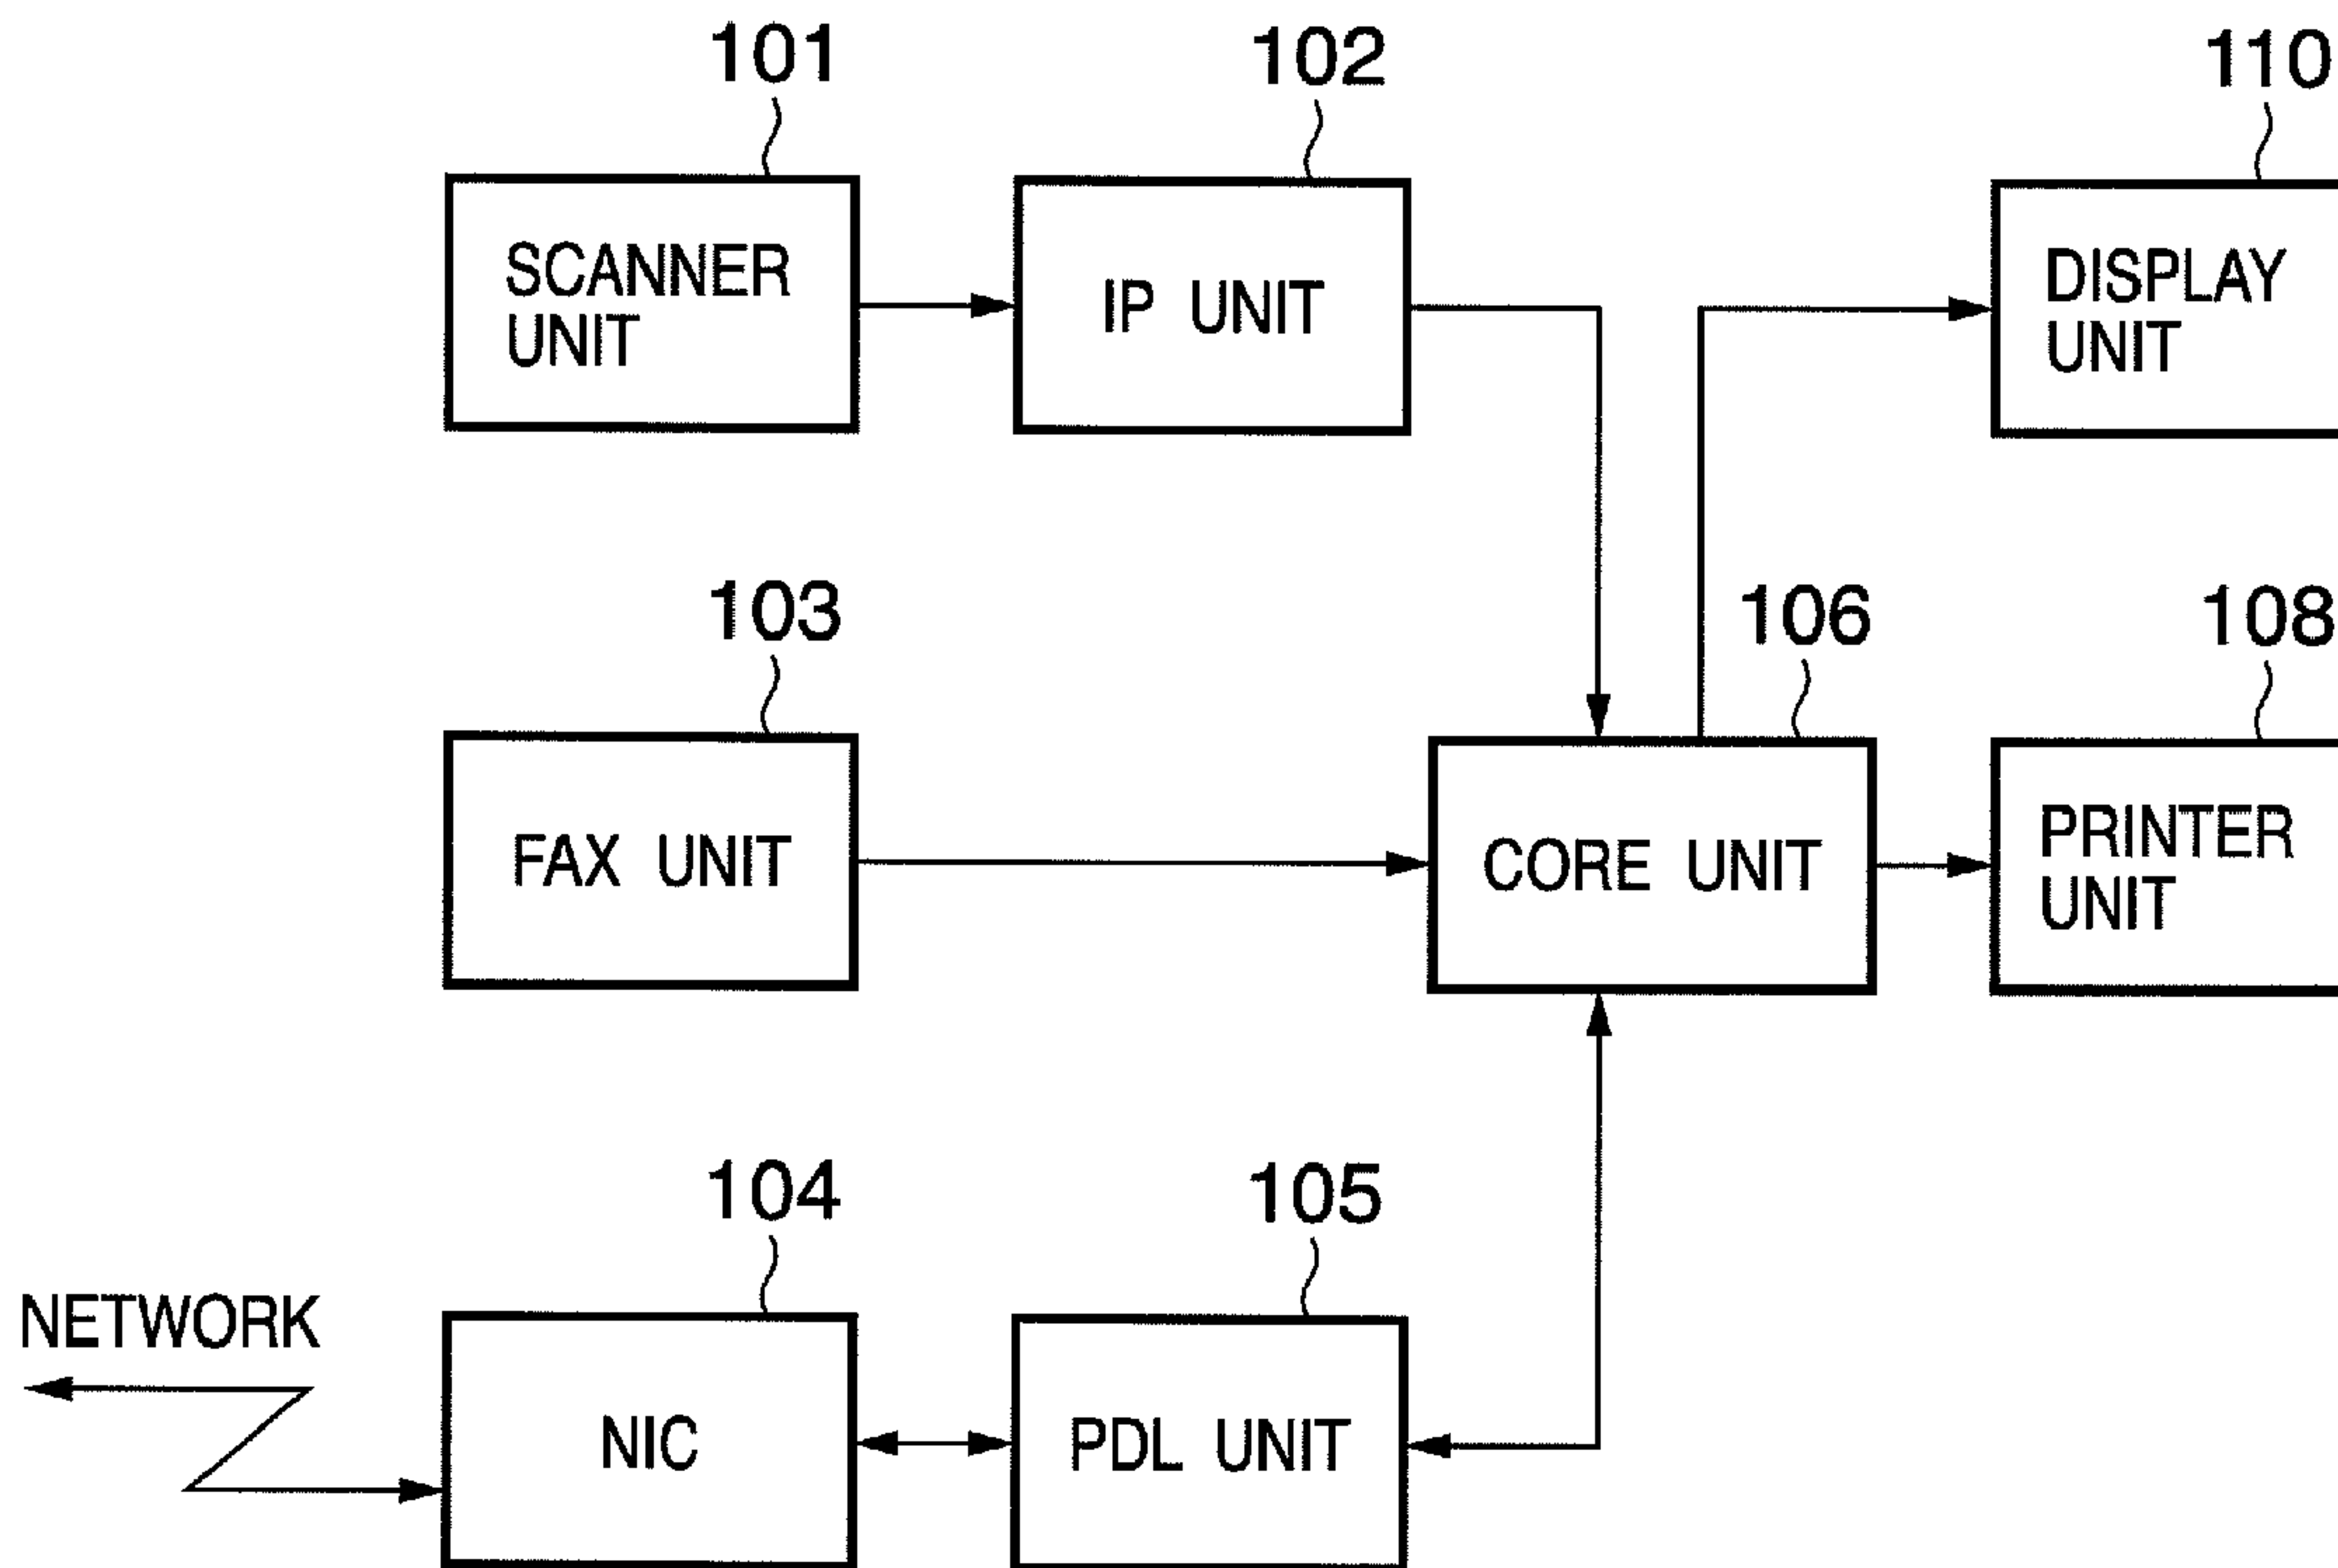 101
102
110
SCANNER
UNIT
IP UNIT
DISPLAY
UNIT
103
106
108
FAX UNIT
CORE UNIT
PRINTER
UNIT
104
105
NETWORK
NIC
PDL UNIT